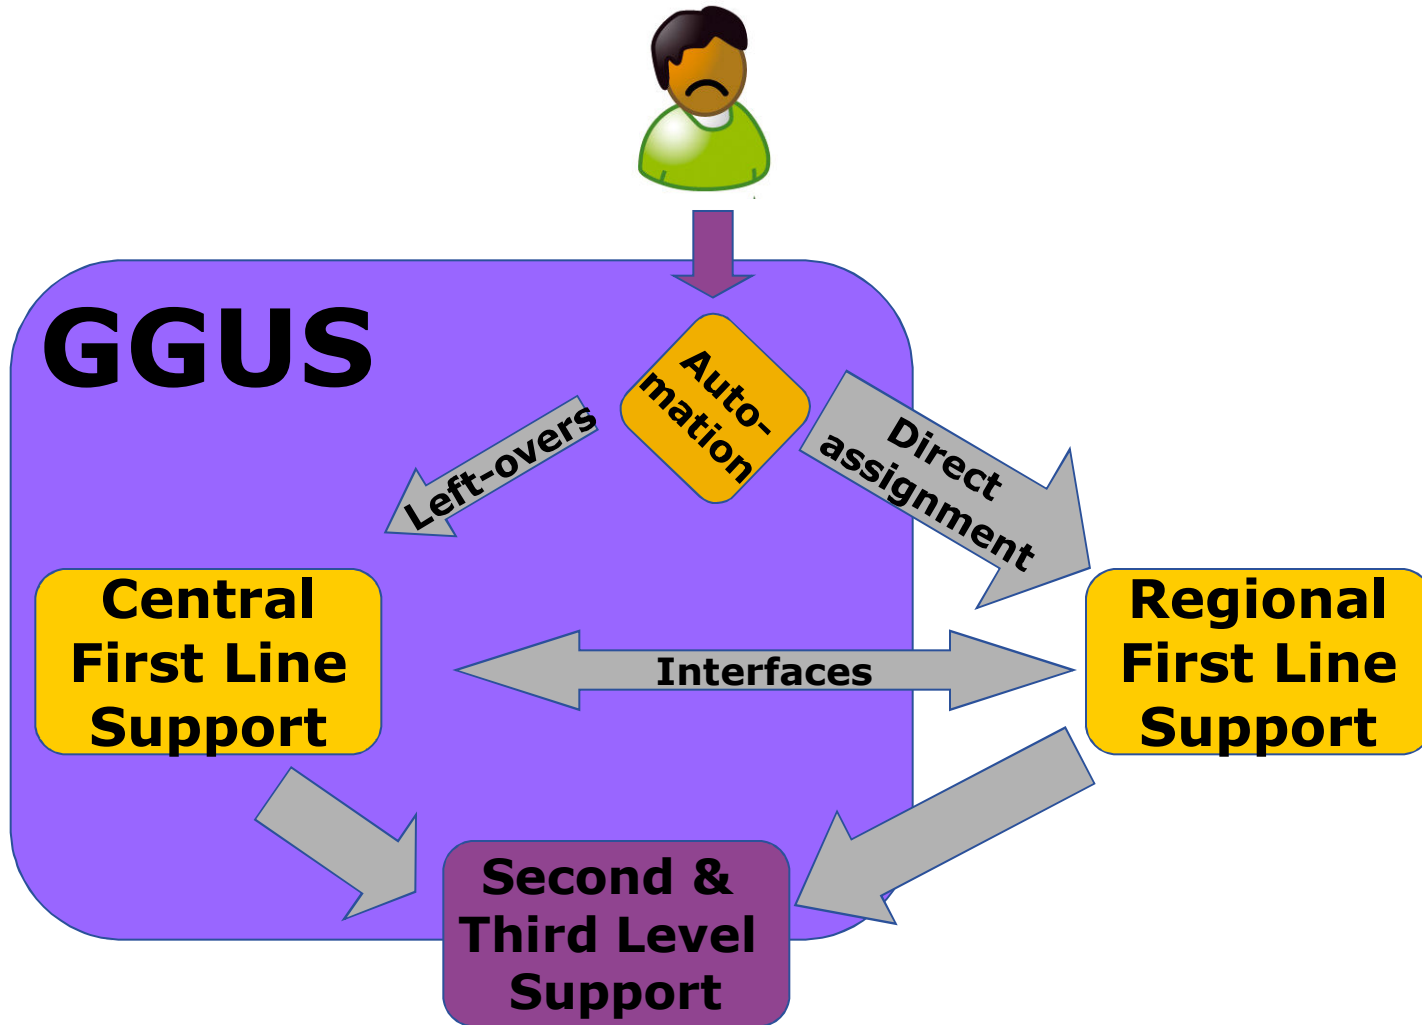 GGUS
Auto-
mation
Left-overs
Direct
assignment
Central
First Line
Support
Interfaces
Regional
First Line
Support
Second &
Third Level
Support